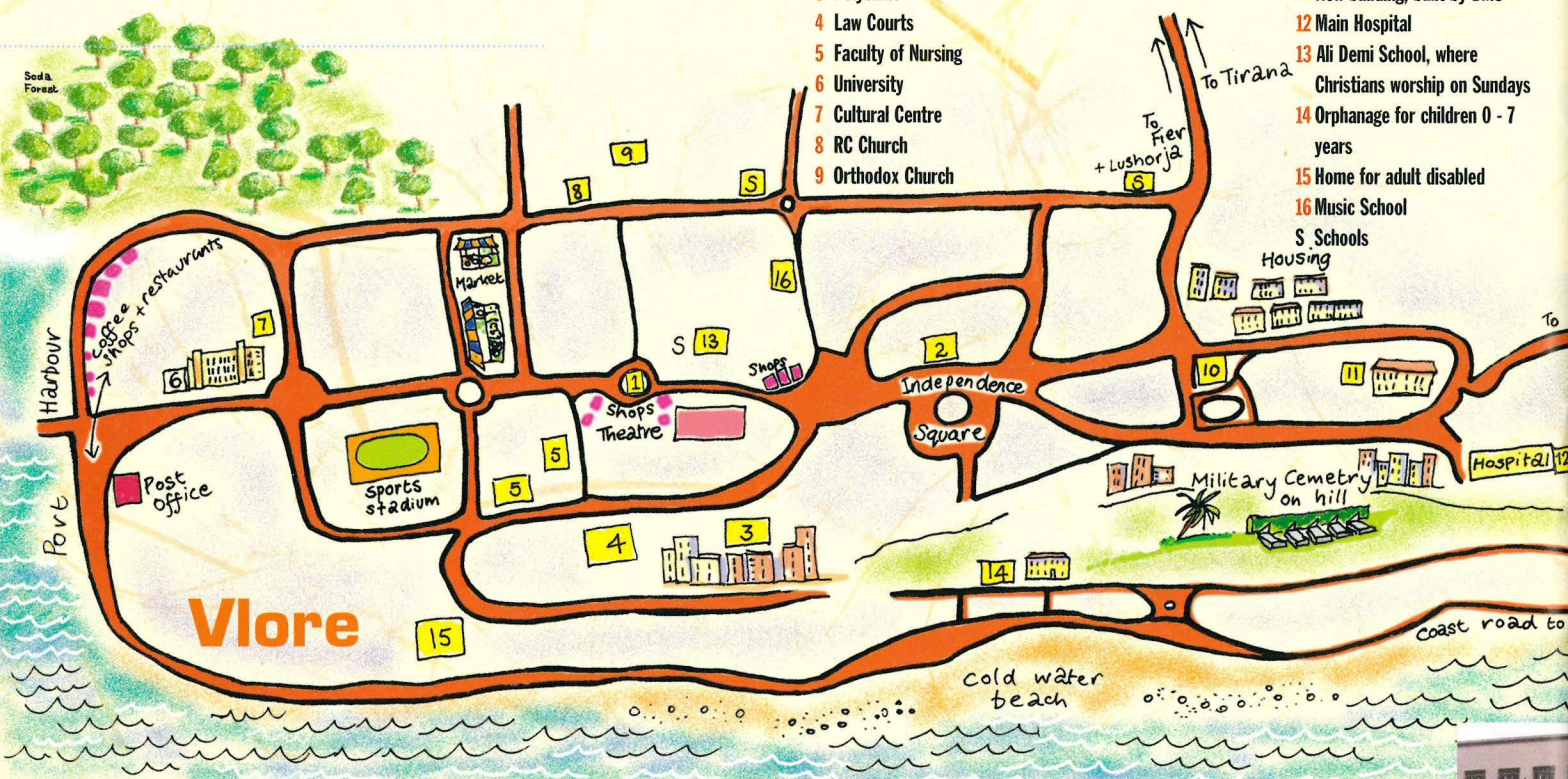 4 Law Courts
5 Faculty of Nursing
6 University
7 Cultural Centre
8 RC Church
9 Orthodox Church
12 Main Hospital
13 Ali Demi School, where
Christians worship on Sundays
14 Orphanage for children 0 - 7
years
15 Home for adult disabled
16 Music School
S Schools
Soda
Forest
To Tirana
To
Fier
+ Lushorja
S
9
8
S
Housing
To
coffee
shops + restaurants
Market
16
7
6
S 13
2
10
11
Harbour
1
Shops
Shops
Theatre
Independence
Square
Post
Office
Sports
stadium
5
5
Hospital 12
Military Cemetry
on hill
Port
4
3
14
Vlore
15
coast road to
cold water
beach